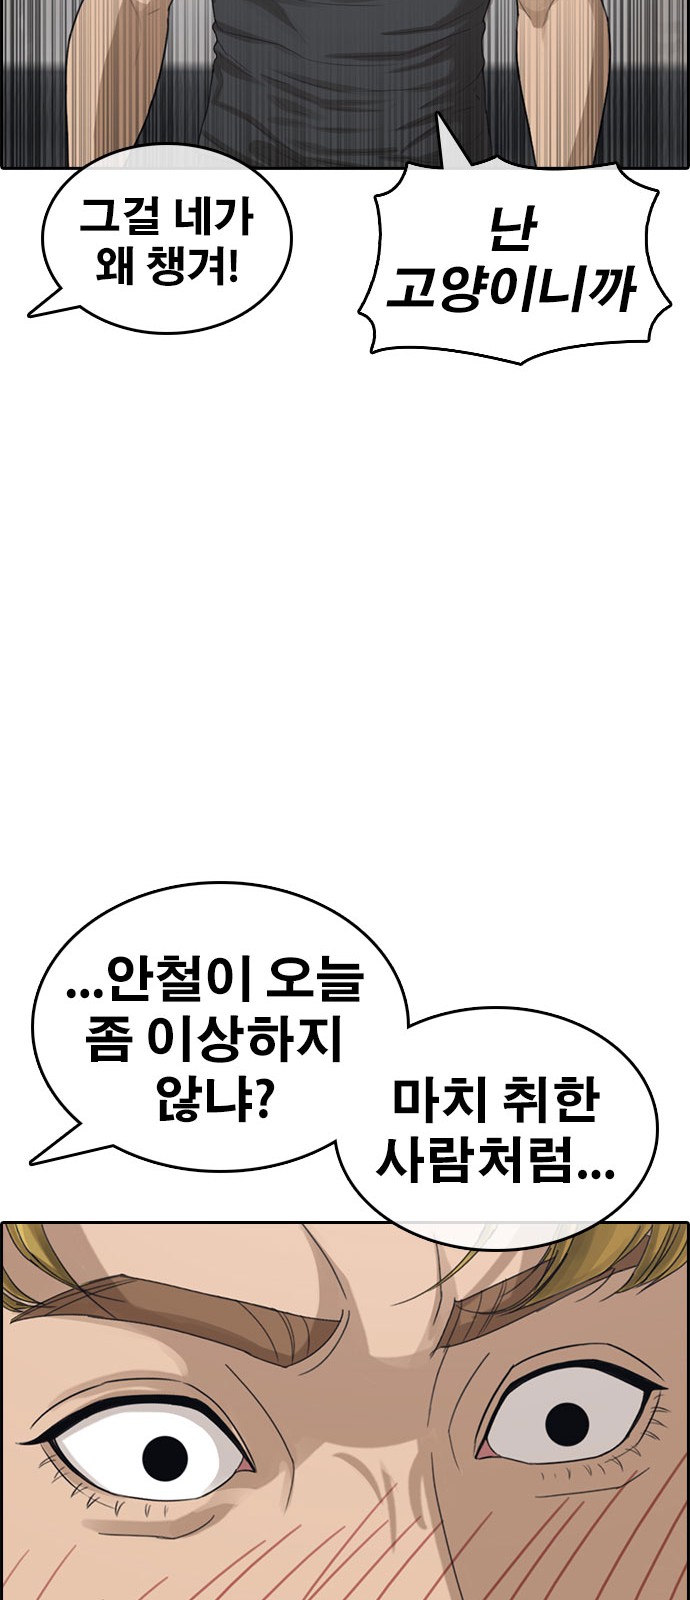 그걸 네가
왜 챙겨!
난
고양이니까
...안철이 오늘
좀 이상하지
않냐?
마치 취한
사람처럼...